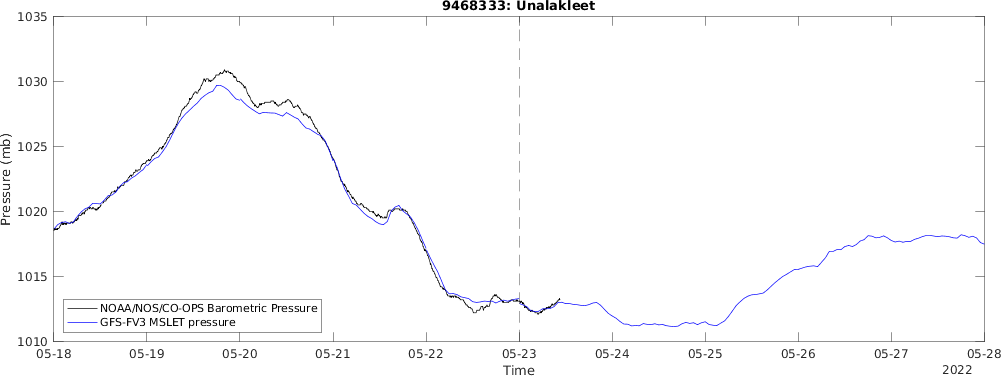 9468333: Unalakleet
1035
1030
1025
1020
1015
1010
Pressure (mb)
NOAA/NOS/CO-OPS Barometric Pressure
GFS-FV3 MSLET pressure
05-18 05-19 05-20 05-21 05-22 05-23 05-24 05-25 05-26 05-27 05-28
Time
2022